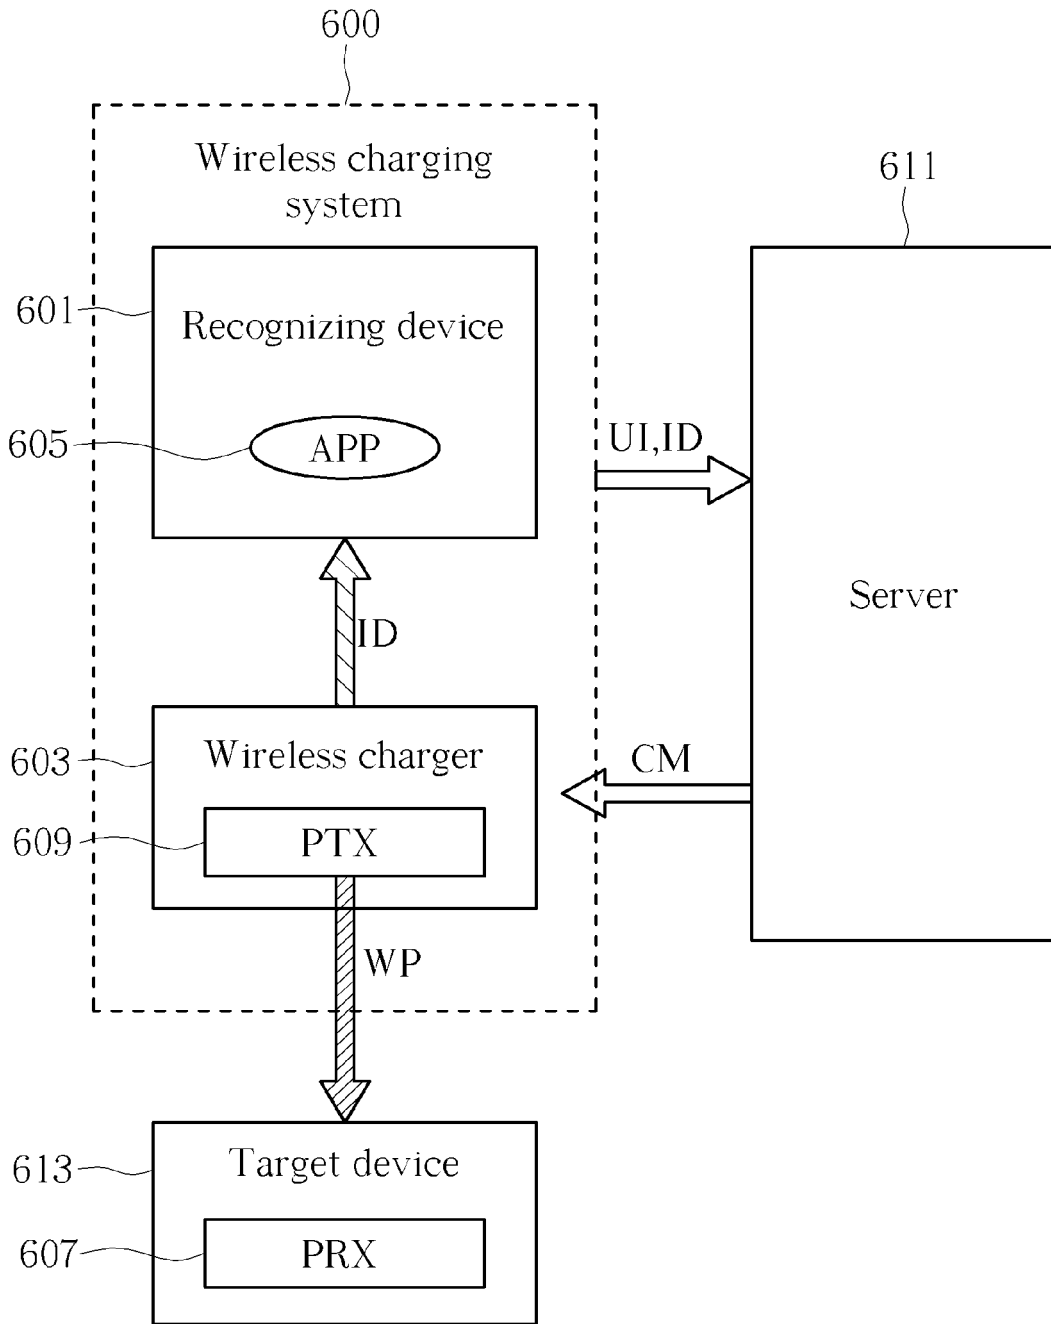 600
Wireless charging
system
611
601
Recognizing device
605
APP
UI,ID
ID
Server
603
Wireless charger
CM
609
PTX
WP
613
Target device
607
PRX